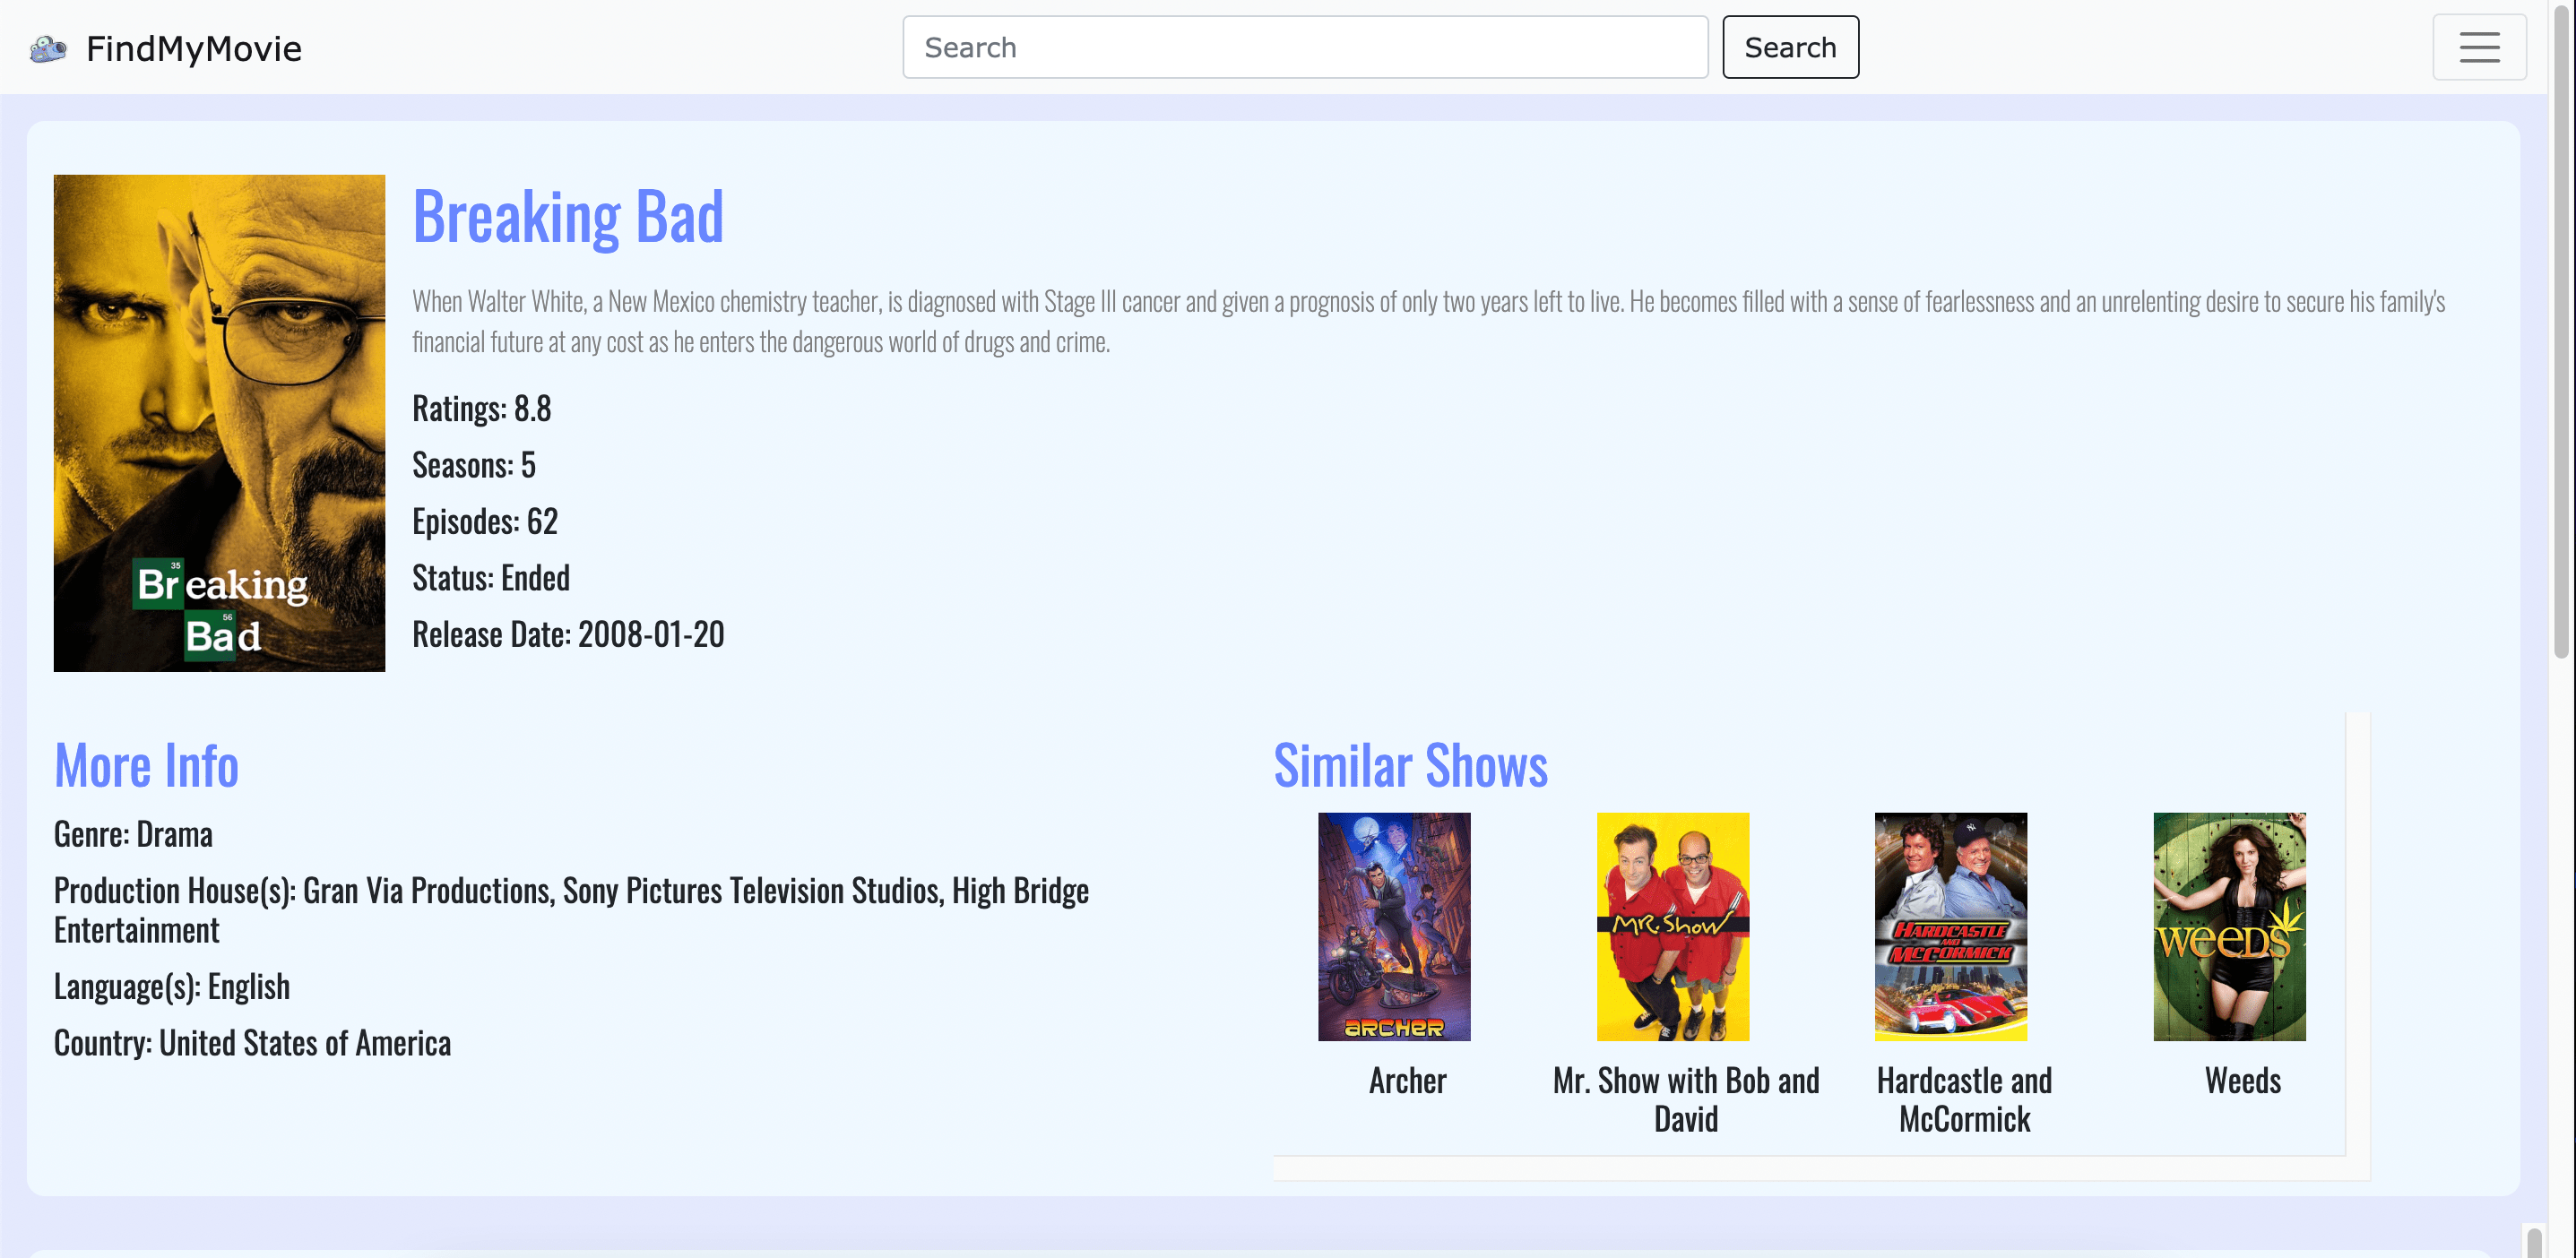 FindMyMovie
Search
Search
Breaking Bad
When Walter White, a New Mexico chemistry teacher, is diagnosed with Stage III cancer and given a prognosis of only two years left to live. He becomes filled with a sense of fearlessness and an unrelenting desire to secure his family's
financial future at any cost as he enters the dangerous world of drugs and crime.
Ratings: 8.8
Seasons: 5
Episodes: 62
Status: Ended
Release Date: 2008-01-20
35
Breaking
56
Bad
More Info
Genre: Drama
Production House(s): Gran Via Productions, Sony Pictures Television Studios, High Bridge
Entertainment
Language(s): English
Country: United States of America
Similar Shows
ARCHER
MR. Show
HARDCASTLE
AND
McCORMICK
weeds
Archer
Mr. Show with Bob and
David
Hardcastle and
McCormick
Weeds